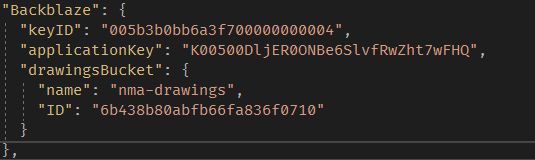 "Backblaze": {
"keyID": "005b3b0bb6a3f700000000004",
"applicationKey": "K00500DljER0ONBe6SlvfRwZht7wFHQ",
"drawingsBucket": {
"name": "nma-drawings",
"ID": "6b438b80abfb66fa836f0710"
}
},